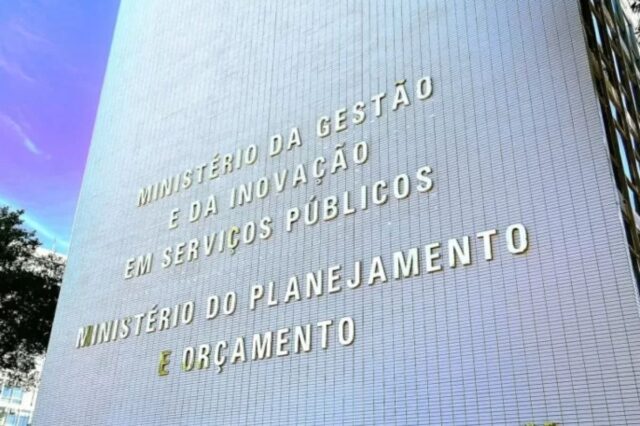 MINISTÉRIO DA GESTÃO
E DA INOVAÇÃO
EM SERVIÇOS PÚBLICOS
MINISTÉRIO DO PLANEJAMENTO
E ORÇAMENTO